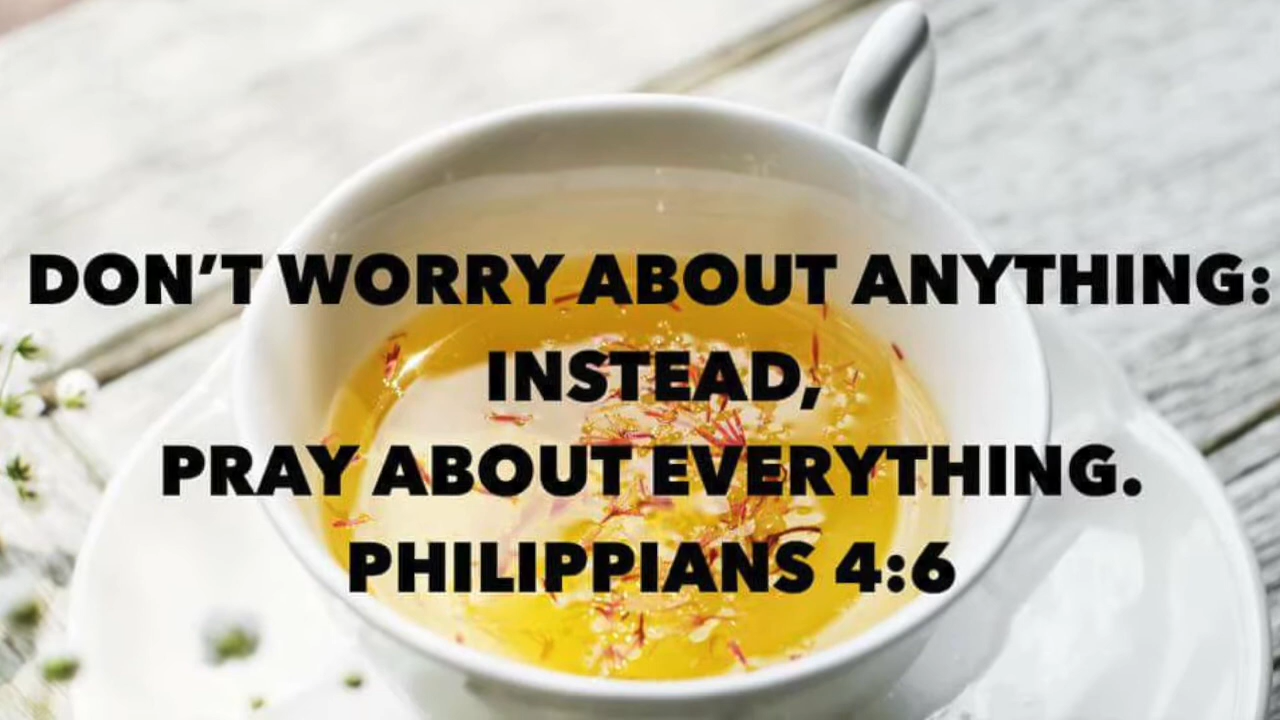 DON’T WORRY ABOUT ANYTHING:
INSTEAD,
PRAY ABOUT EVERYTHING.
PHILIPPIANS 4:6